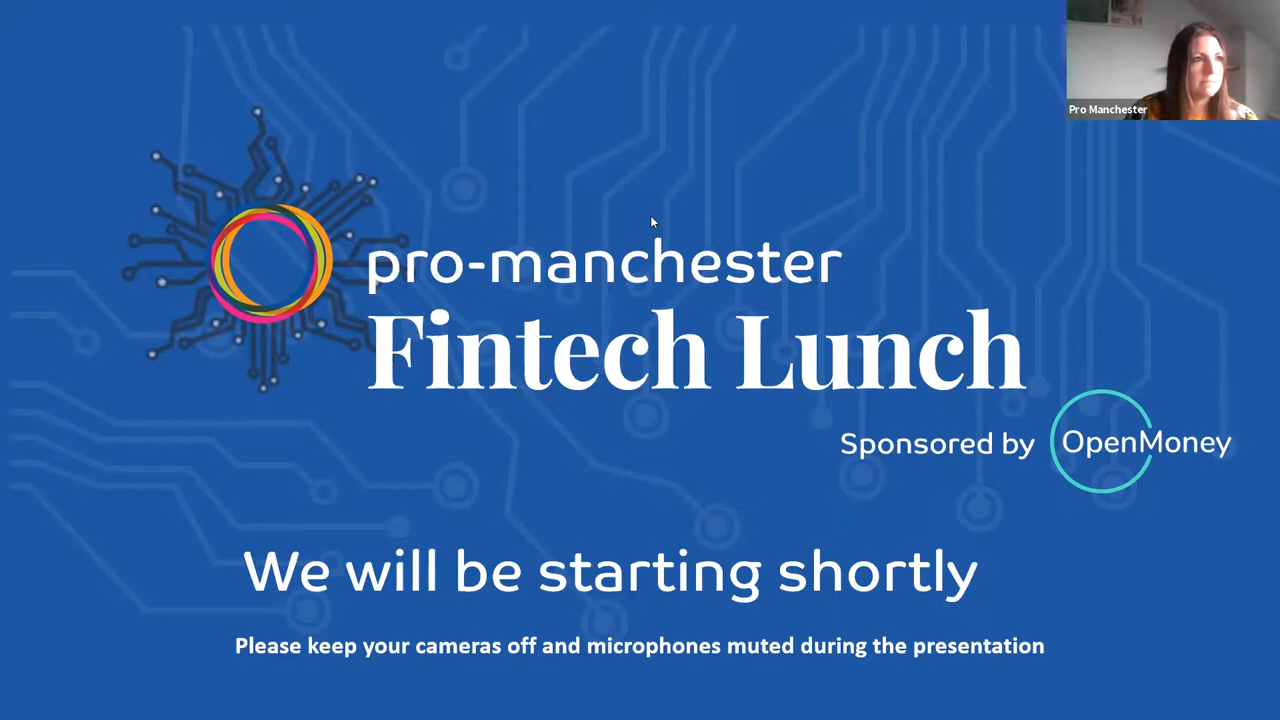 Pro Manchester
pro-manchester
Fintech Lunch
Sponsored by OpenMoney
We will be starting shortly
Please keep your cameras off and microphones muted during the presentation